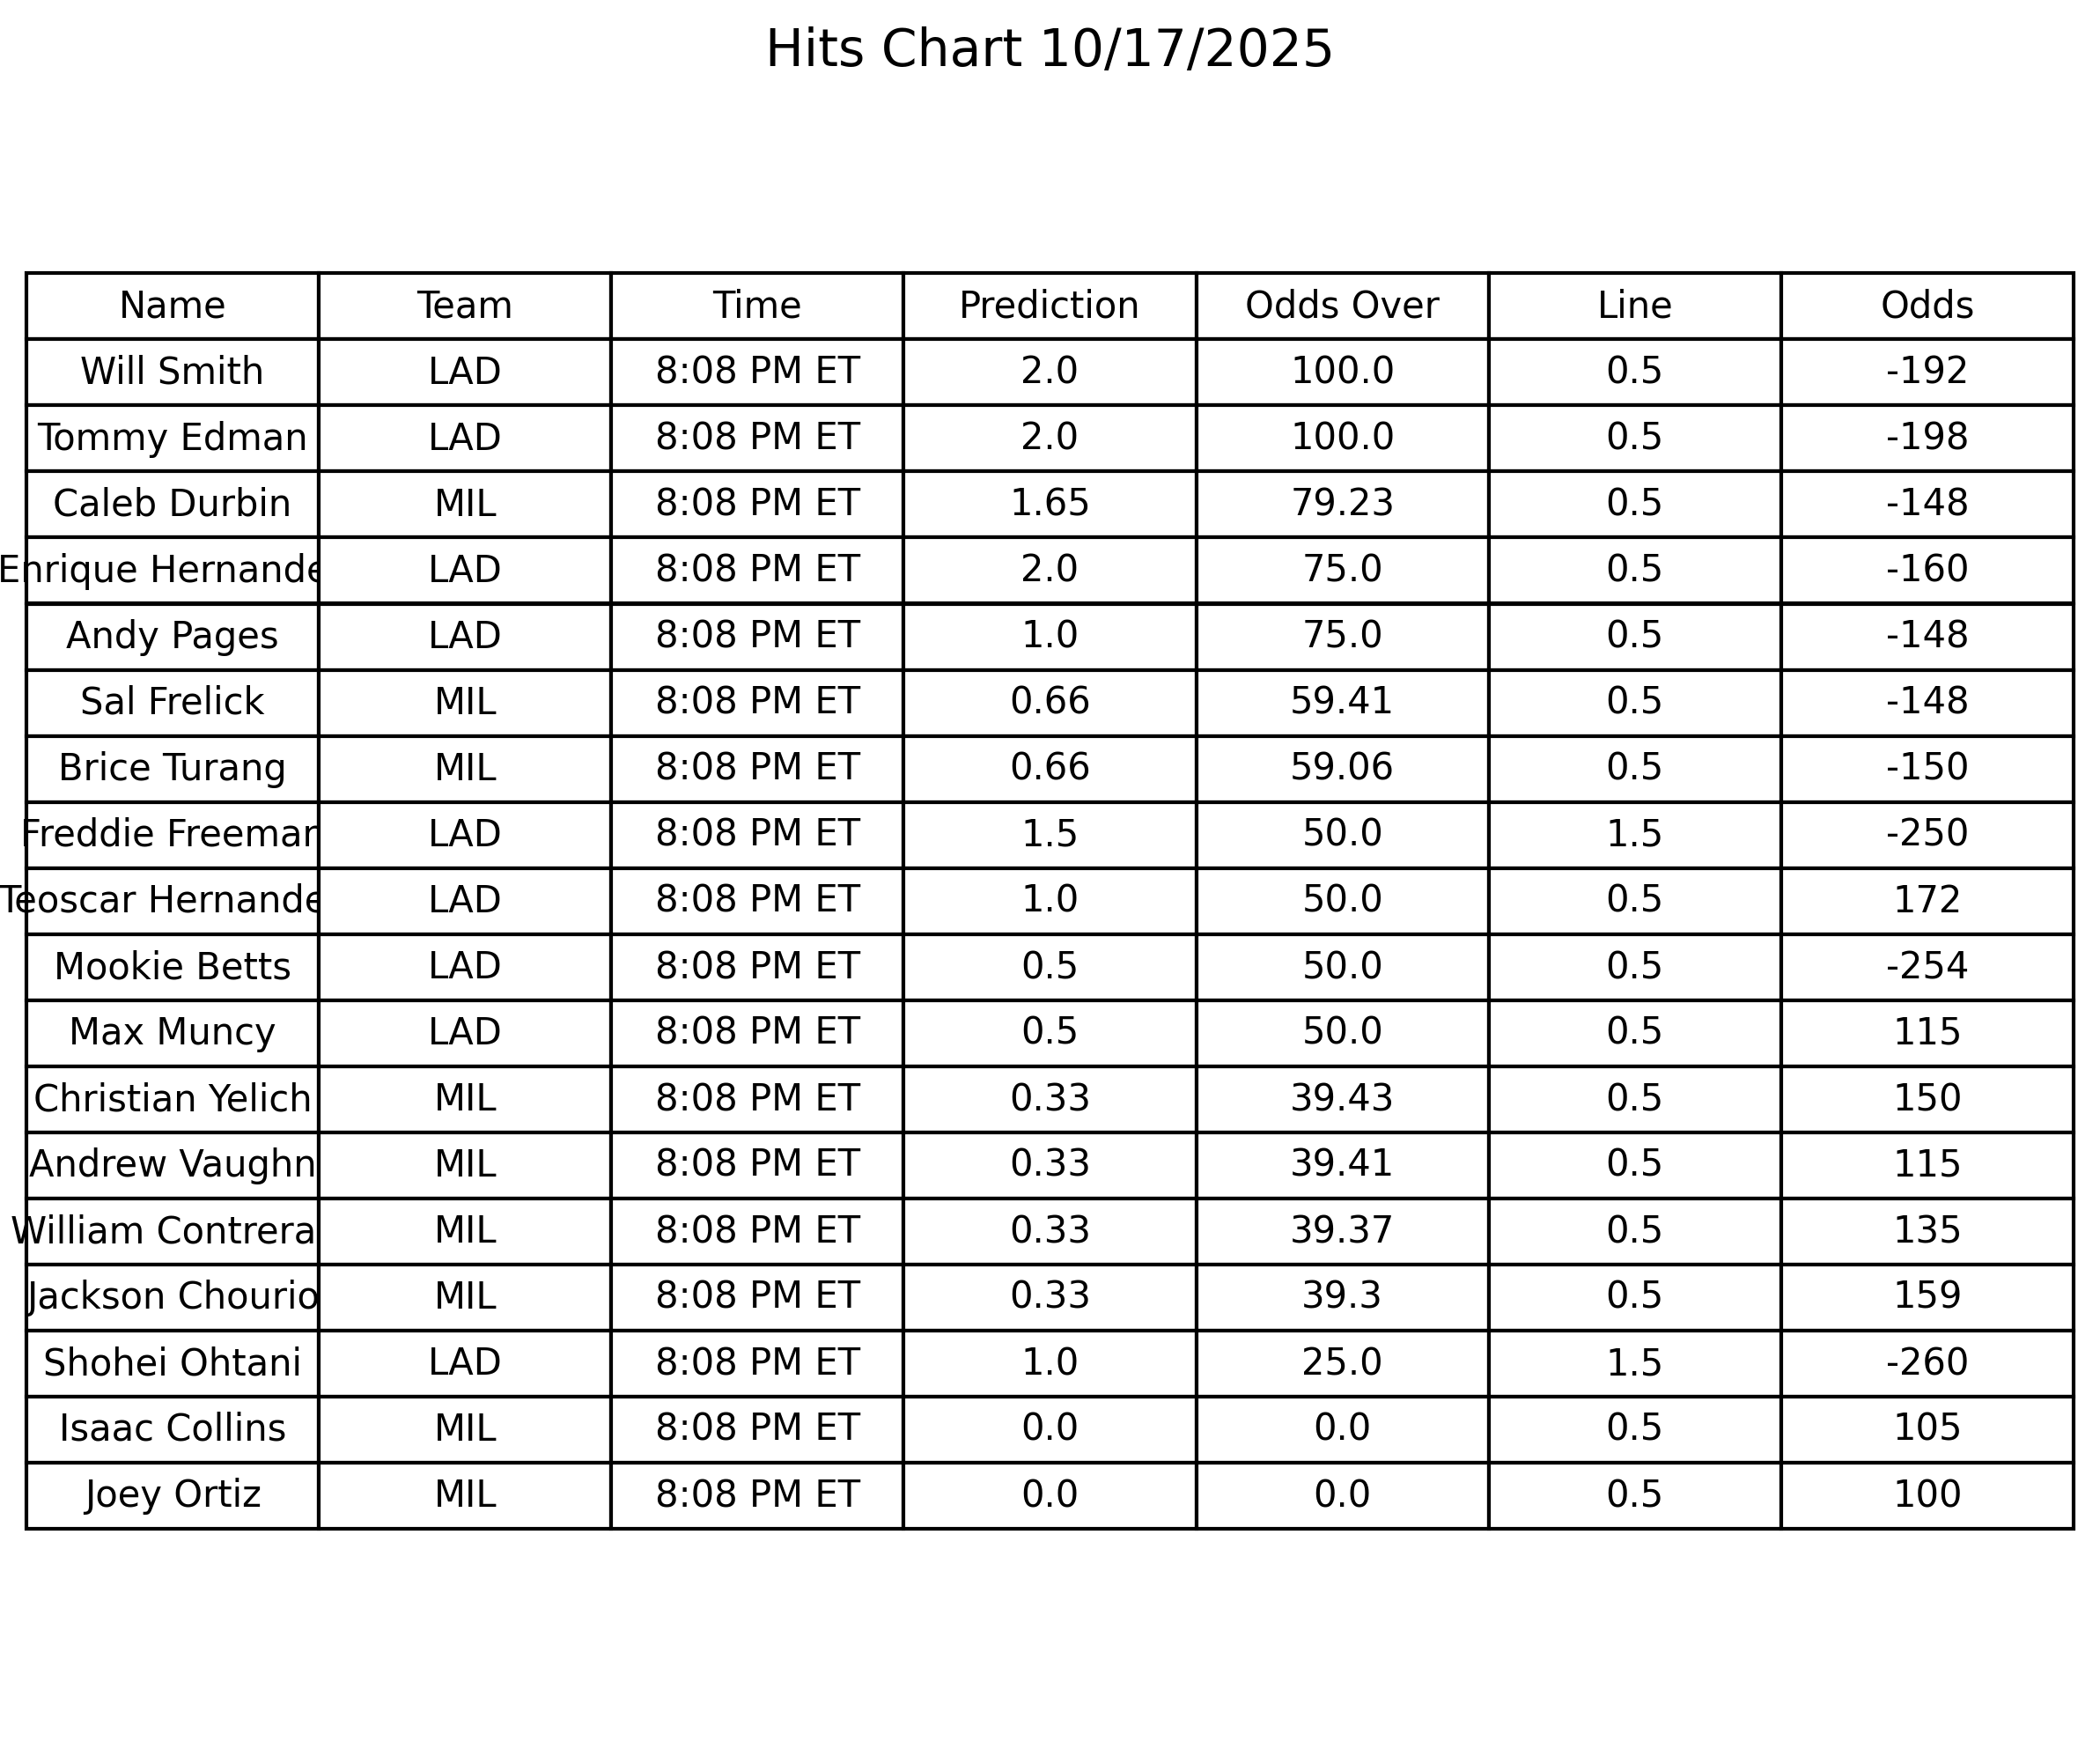 Hits Chart 10/17/2025
Name Team Time Prediction Odds Over Line Odds
Will Smith LAD 8:08 PM ET 2.0 100.0 0.5 -192
Tommy Edman LAD 8:08 PM ET 2.0 100.0 0.5 -198
Caleb Durbin MIL 8:08 PM ET 1.65 79.23 0.5 -148
Enrique Hernande LAD 8:08 PM ET 2.0 75.0 0.5 -160
Andy Pages LAD 8:08 PM ET 1.0 75.0 0.5 -148
Sal Frelick MIL 8:08 PM ET 0.66 59.41 0.5 -148
Brice Turang MIL 8:08 PM ET 0.66 59.06 0.5 -150
Freddie Freeman LAD 8:08 PM ET 1.5 50.0 1.5 -250
Teoscar Hernande LAD 8:08 PM ET 1.0 50.0 0.5 172
Mookie Betts LAD 8:08 PM ET 0.5 50.0 0.5 -254
Max Muncy LAD 8:08 PM ET 0.5 50.0 0.5 115
Christian Yelich MIL 8:08 PM ET 0.33 39.43 0.5 150
Andrew Vaughn MIL 8:08 PM ET 0.33 39.41 0.5 115
William Contrera MIL 8:08 PM ET 0.33 39.37 0.5 135
Jackson Chourio MIL 8:08 PM ET 0.33 39.3 0.5 159
Shohei Ohtani LAD 8:08 PM ET 1.0 25.0 1.5 -260
Isaac Collins MIL 8:08 PM ET 0.0 0.0 0.5 105
Joey Ortiz MIL 8:08 PM ET 0.0 0.0 0.5 100